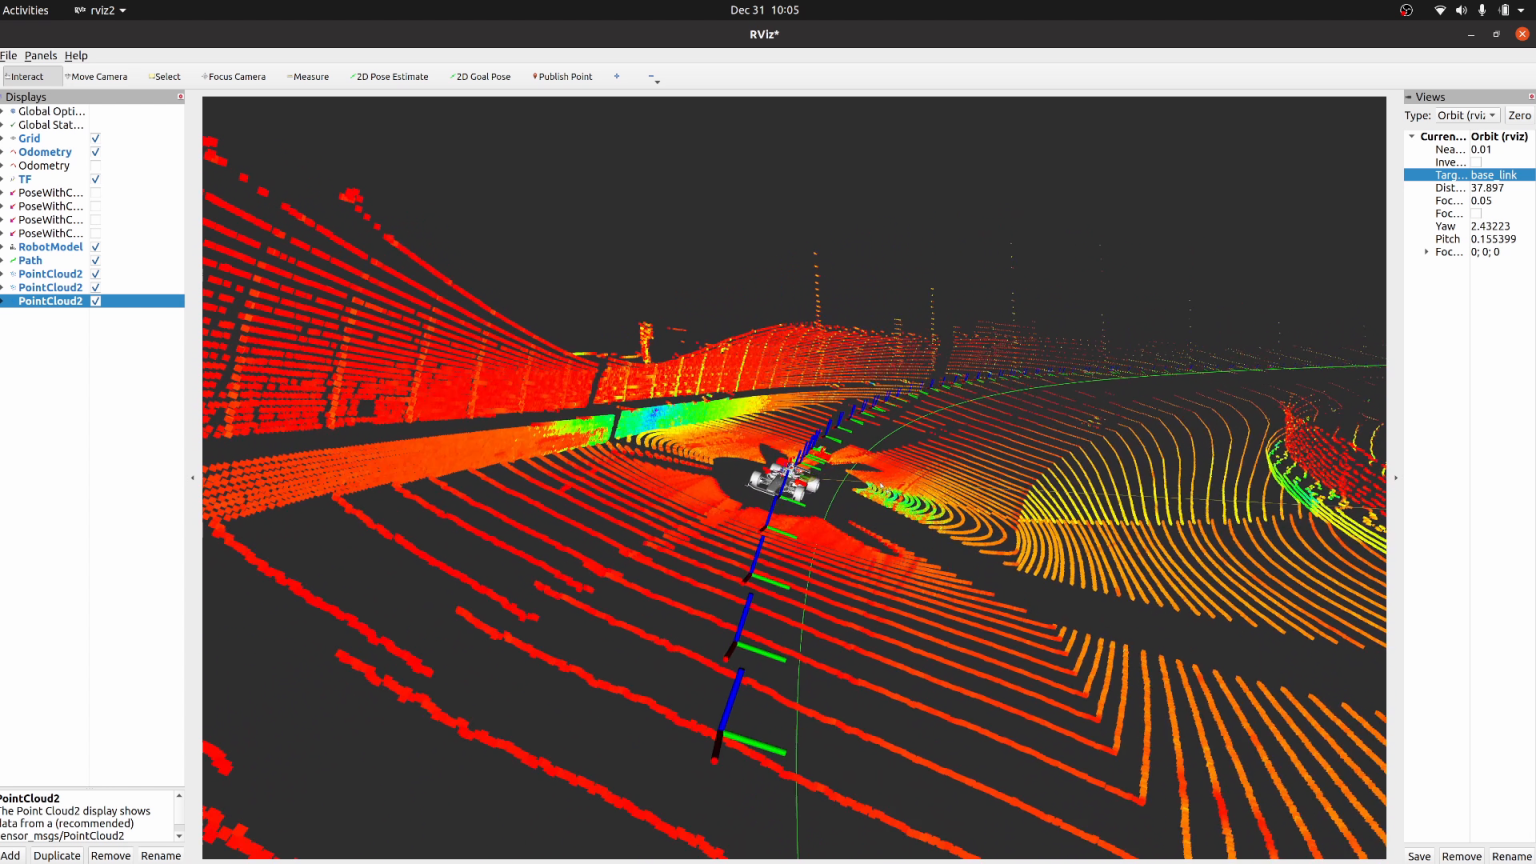 Activities rviz2 Dec 31 10:05
RViz*
File Panels Help
Interact Move Camera Select Focus Camera Measure 2D Pose Estimate 2D Goal Pose Publish Point
Displays
Global Opti...
Global Stat...
Grid
Odometry
Odometry
TF
PoseWithC...
PoseWithC...
PoseWithC...
PoseWithC...
RobotModel
Path
PointCloud2
PointCloud2
PointCloud2
PointCloud2
The Point Cloud2 display shows
data from a (recommended)
sensor_msgs/PointCloud2
Add Duplicate Remove Rename
Views
Type: Orbit (rvi: Zero
Curren... Orbit (rviz)
Nea... 0.01
Inve...
Targ... base_link
Dist... 37.897
Foc... 0.05
Foc...
Yaw 2.43223
Pitch 0.155399
Foc... 0; 0; 0
Save Remove Rename